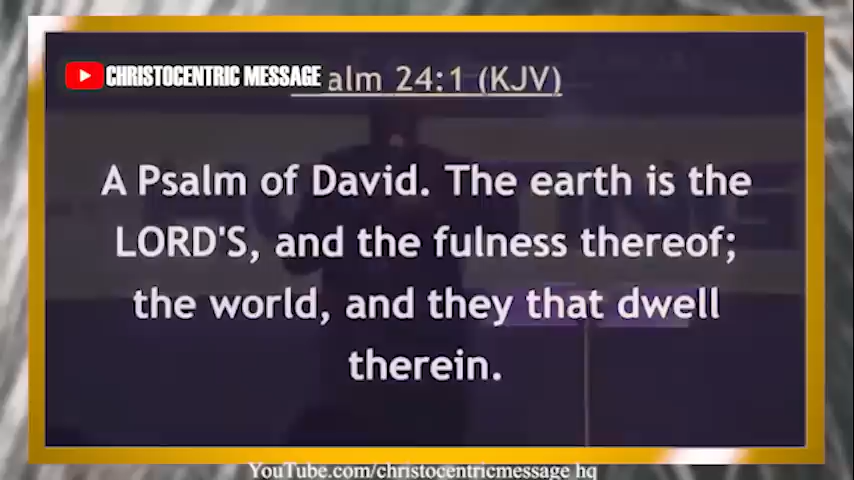 CHRISTOCENTRIC MESSAGE
alm 24:1 (KJV)
A Psalm of David. The earth is the
LORD'S, and the fulness thereof;
the world, and they that dwell
therein.
YouTube.com/christocentricmessage hq